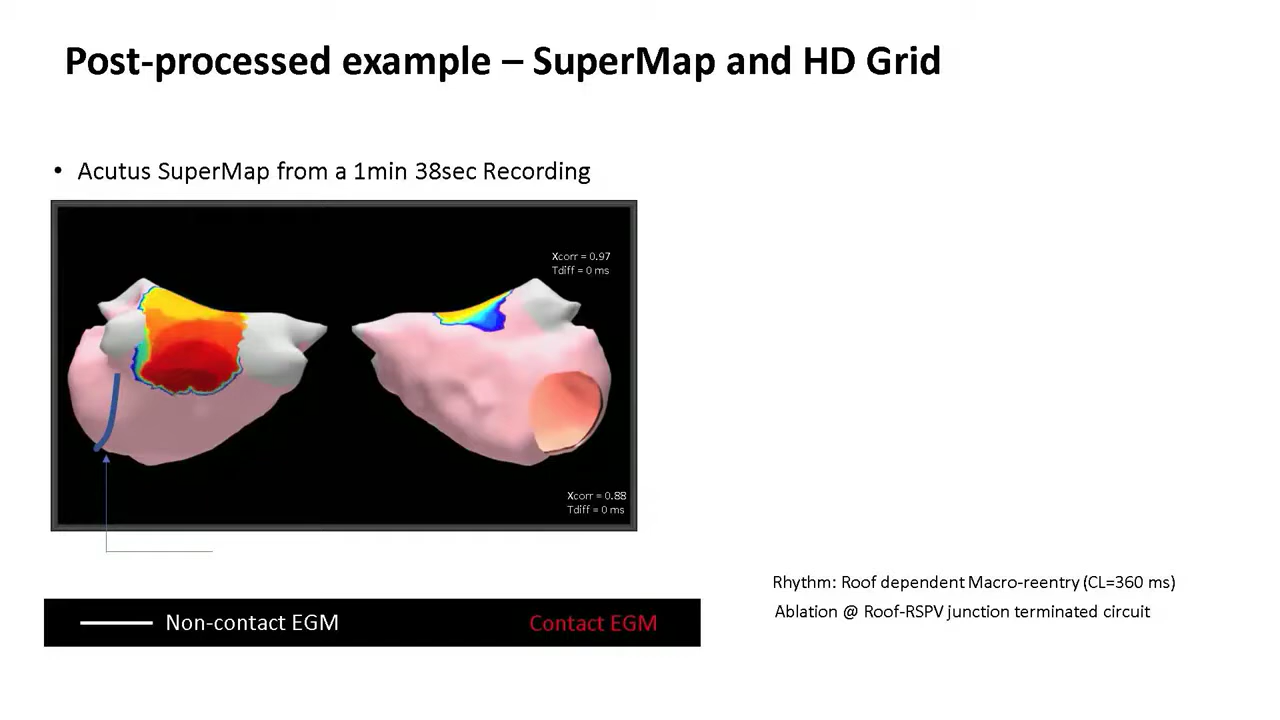 Post-processed example – SuperMap and HD Grid
• Acutus SuperMap from a 1min 38sec Recording
Xcorr = 0.97
Tdiff = 0 ms
Xcorr = 0.88
Tdiff = 0 ms
Rhythm: Roof dependent Macro-reentry (CL=360 ms)
Ablation @ Roof-RSPV junction terminated circuit
Non-contact EGM
Contact EGM